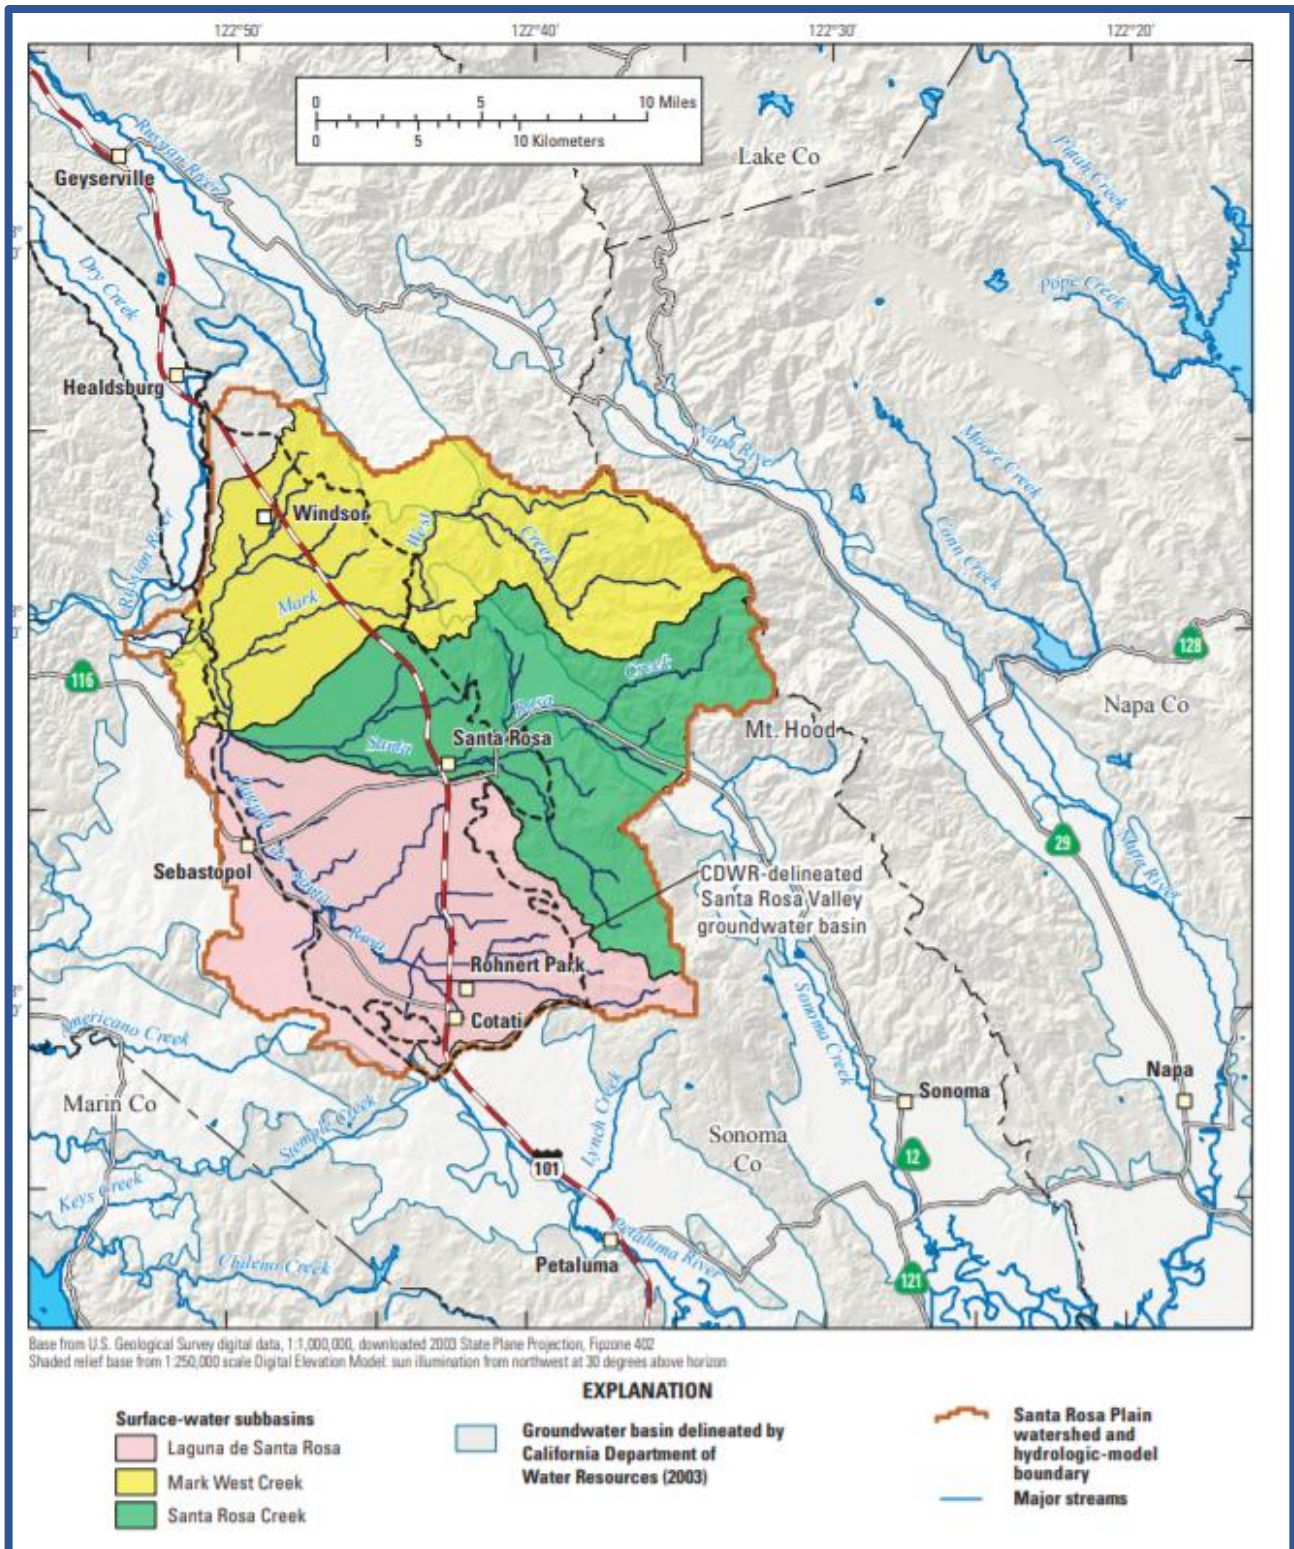 122°50′
122°40′
122°30′
122°20′
0 5 10 Miles
0 5 10 Kilometers
Lake Co
Geyserville
Russian River
Putah Creek
Dry Creek
Pope Creek
Healdsburg
Napa River
Moore Creek
Windsor
West
Creek
Conn Creek
Russian River
Mark
128
116
Creek
Napa Co
Rosa
Santa
Santa Rosa
Mt. Hood
29
Laguna de Santa Rosa
Sebastopol
Napa River
CDWR-delineated
Santa Rosa Valley
groundwater basin
Rohnert Park
Cotati
Sonoma Creek
Americano Creek
Napa
Marin Co
Stemple Creek
Lynch Creek
Sonoma
Sonoma
Co
12
101
Keys Creek
Petaluma River
Chileno Creek
Petaluma
121
Base from U.S. Geological Survey digital data, 1:1,000,000, downloaded 2003 State Plane Projection, Fipzone 402
Shaded relief base from 1:250,000 scale Digital Elevation Model: sun illumination from northwest at 30 degrees above horizon
EXPLANATION
Surface-water subbasins
Laguna de Santa Rosa
Mark West Creek
Santa Rosa Creek
Groundwater basin delineated by
California Department of
Water Resources (2003)
Santa Rosa Plain
watershed and
hydrologic-model
boundary
Major streams